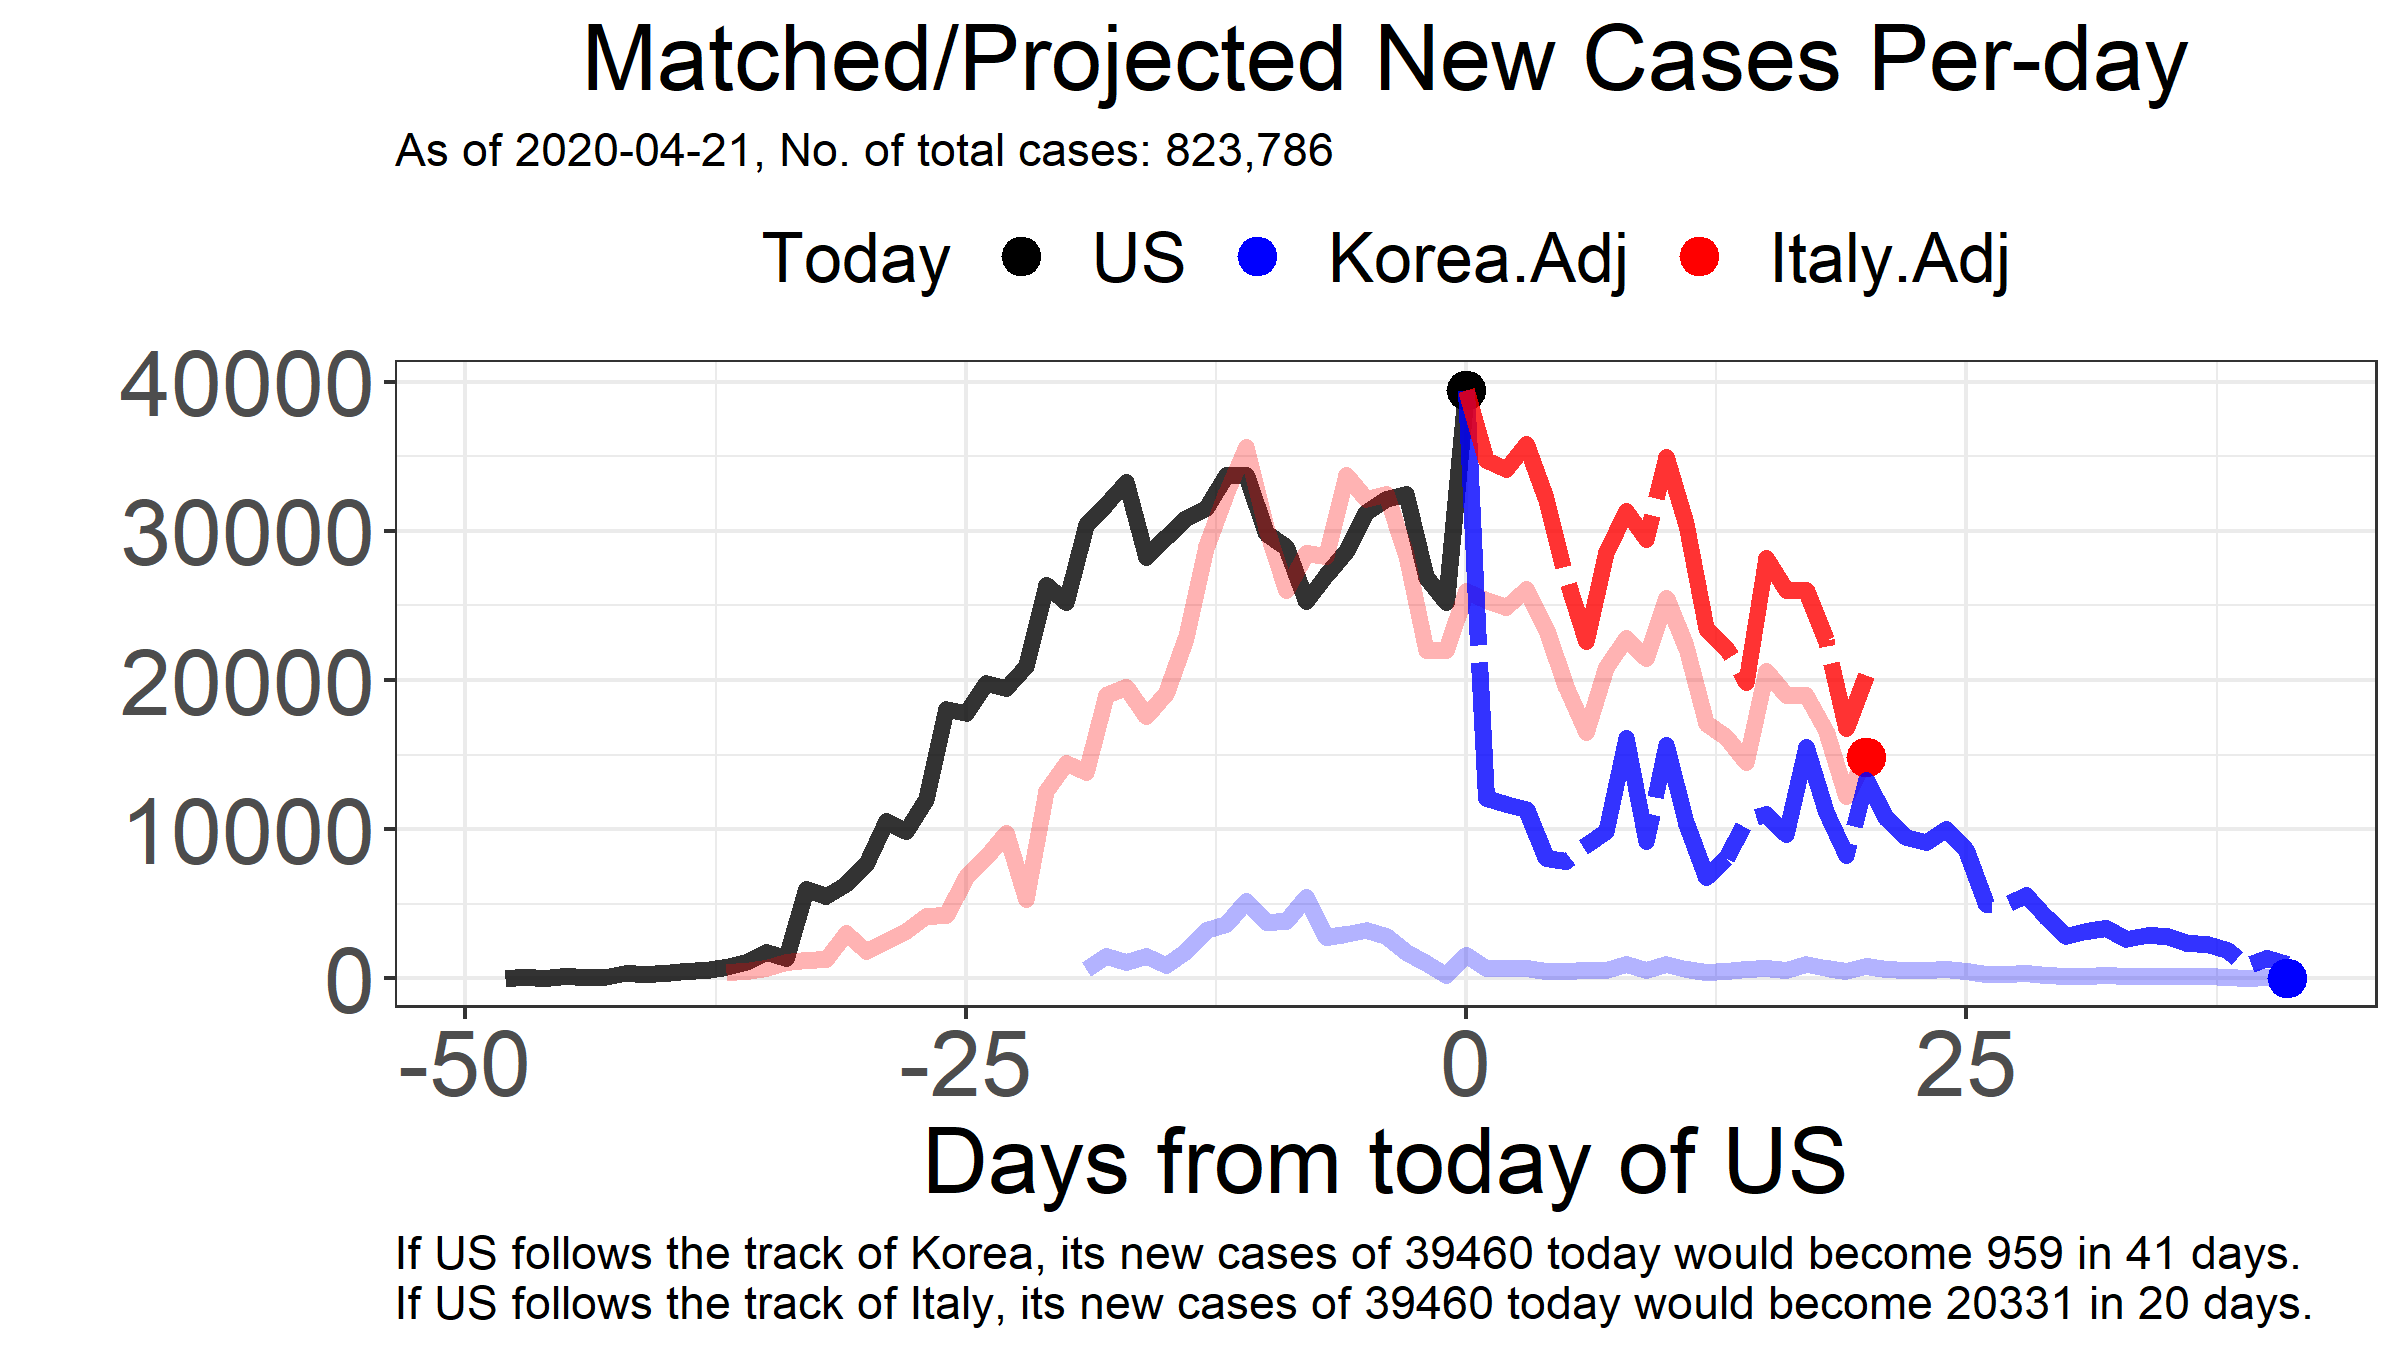 Matched/Projected New Cases Per-day
As of 2020-04-21, No. of total cases: 823,786
Today US Korea.Adj Italy.Adj
40000
30000
20000
10000
0
-50 -25 0 25
Days from today of US
If US follows the track of Korea, its new cases of 39460 today would become 959 in 41 days.
If US follows the track of Italy, its new cases of 39460 today would become 20331 in 20 days.